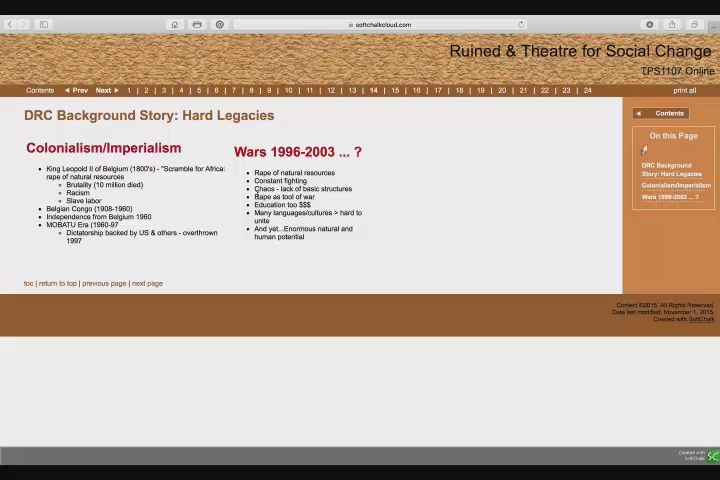 softchalkcloud.com
Ruined & Theatre for Social Change
TPS1107 Online
Contents ◄ Prev Next ► 1 | 2 | 3 | 4 | 5 | 6 | 7 | 8 | 9 | 10 | 11 | 12 | 13 | 14 | 15 | 16 | 17 | 18 | 19 | 20 | 21 | 22 | 23 | 24 print all
DRC Background Story: Hard Legacies
Colonialism/Imperialism
• King Leopold II of Belgium (1800's) - "Scramble for Africa:
rape of natural resources
Brutality (10 million died)
Racism
Slave labor
• Belgian Congo (1908-1960)
• Independence from Belgium 1960
• MOBATU Era (1960-97
Dictatorship backed by US & others - overthrown
1997
Wars 1996-2003 ... ?
• Rape of natural resources
• Constant fighting
• Chaos - lack of basic structures
• Rape as tool of war
• Education too $$$
• Many languages/cultures > hard to
unite
• And yet...Enormous natural and
human potential
◄ Contents
On this Page
DRC Background
Story: Hard Legacies
Colonialism/Imperialism
Wars 1996-2003 ... ?
toc | return to top | previous page | next page
Content ©2015. All Rights Reserved.
Date last modified: November 1, 2015.
Created with SoftChalk
Created with
SoftChalk
SC